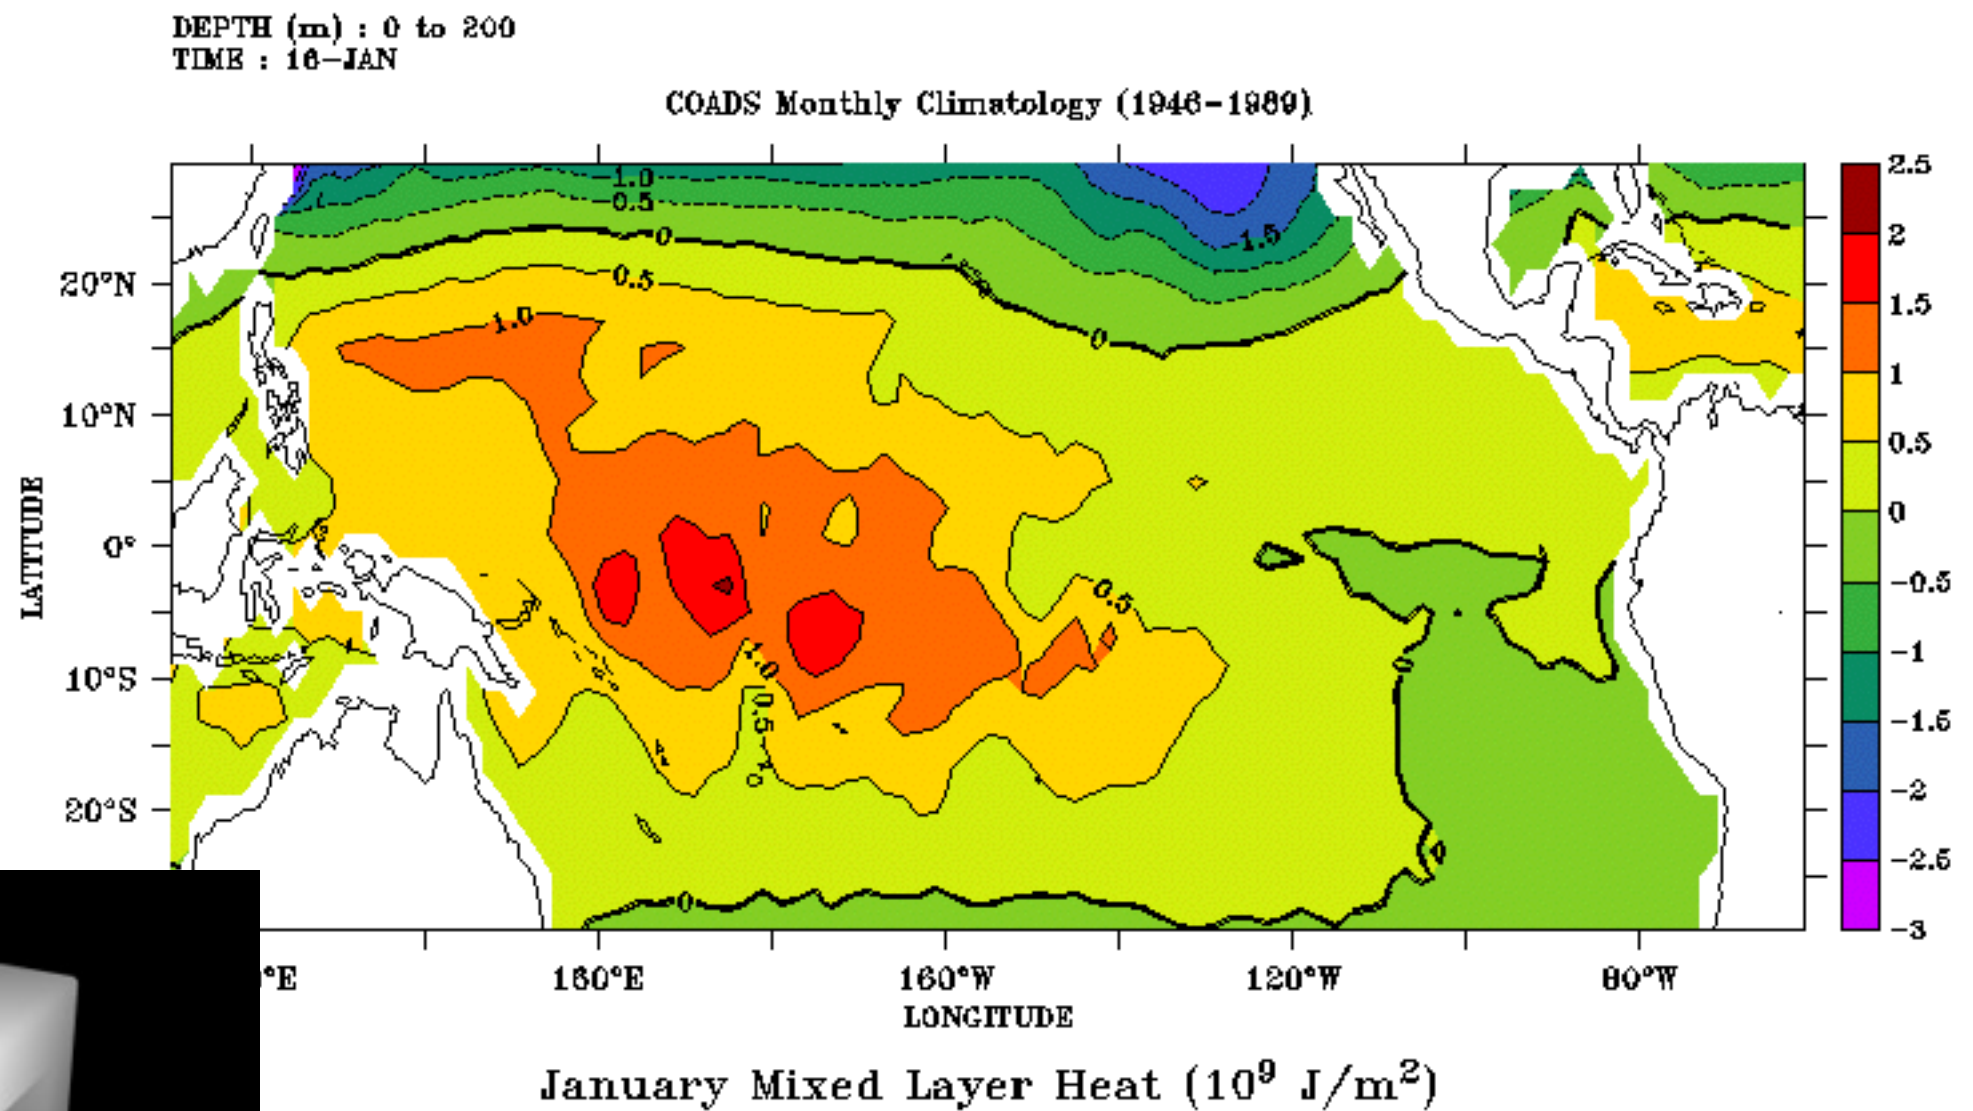 DEPTH (m) : 0 to 200
TIME : 16-JAN
COADS Monthly Climatology (1946-1989)
1.0
0.5
0
1.5
0.5
1.0
0
0.5
1.0
0.5
0
0
20°N
10°N
0°
10°S
20°S
LATITUDE
2.5
2
1.5
1
0.5
0
-0.5
-1
-1.5
-2
-2.5
-3
°E
160°E
160°W
120°W
80°W
LONGITUDE
January Mixed Layer Heat (10⁹ J/m²)